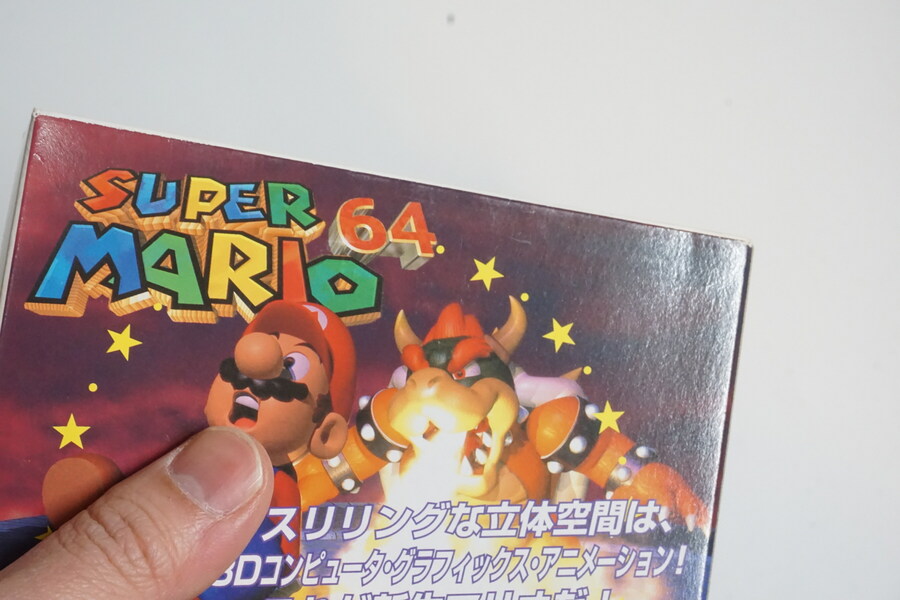 SUPER
MARIO 64
スリリングな立体空間は、
3Dコンピュータ・グラフィックス・アニメーション!